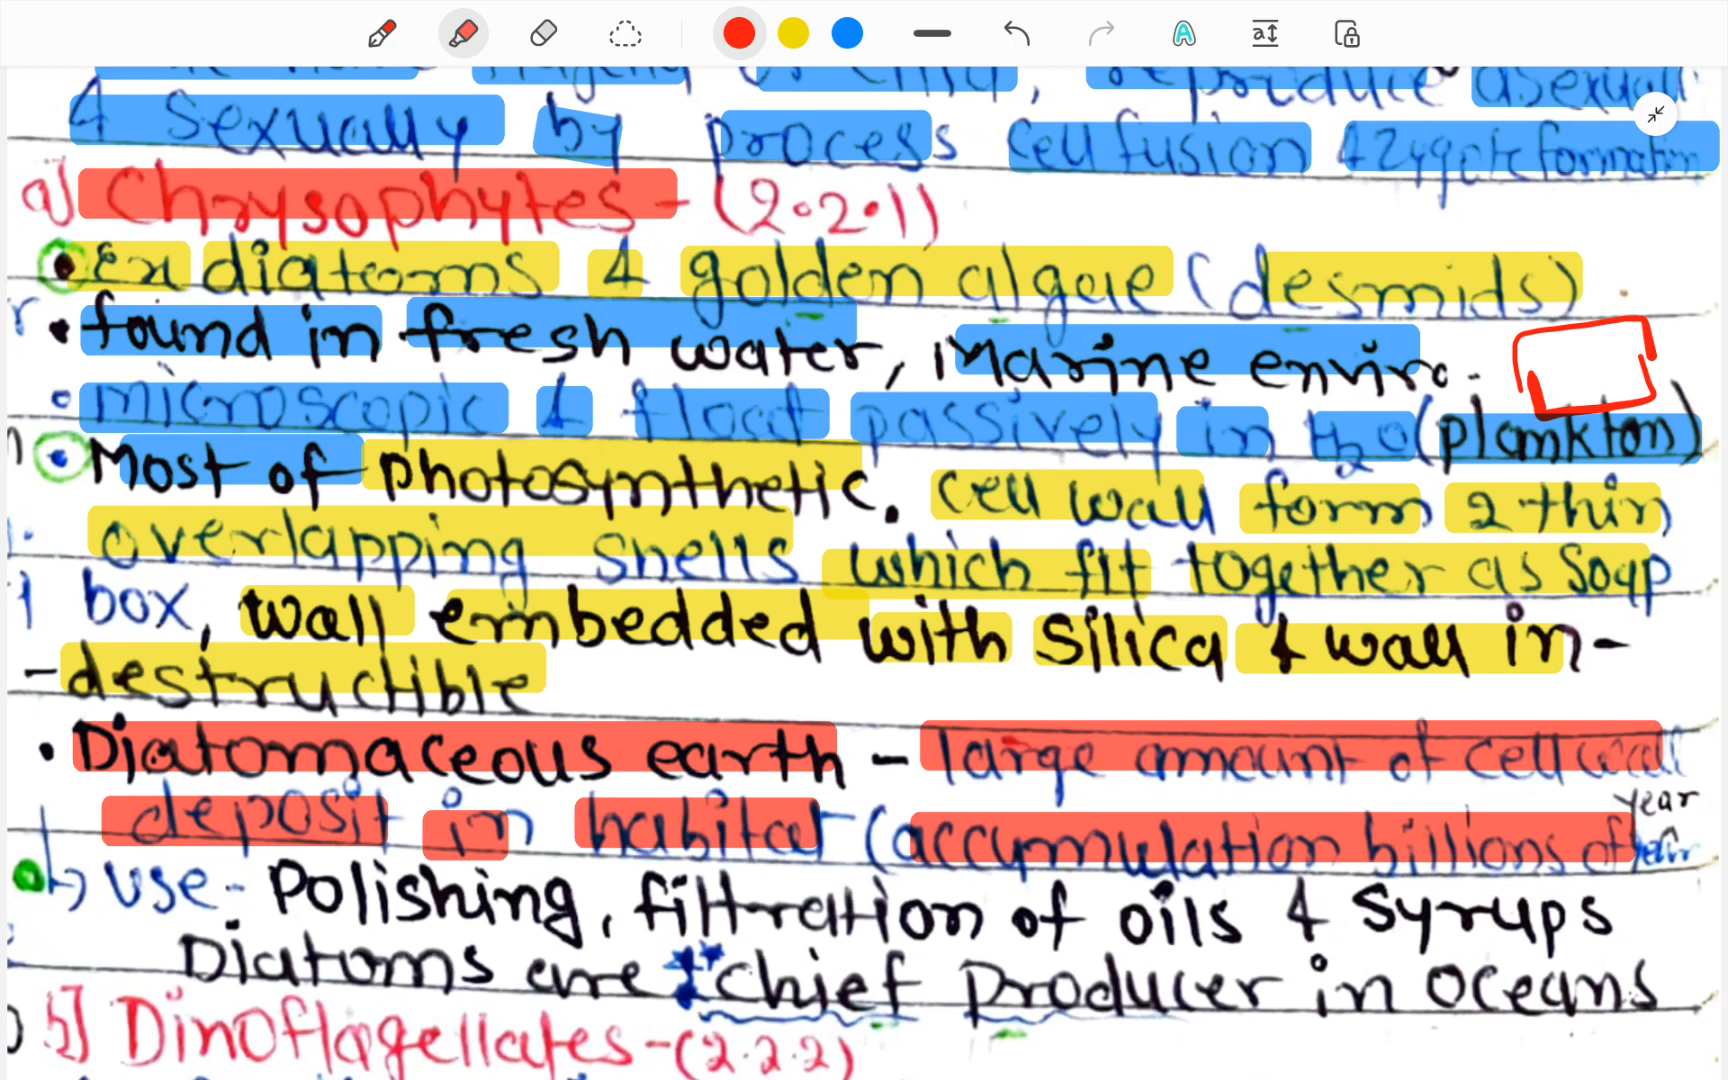 reproduce asexually
& sexually by process cell fusion & zygote formation
a] Chrysophytes - (2.2.1)
• ex diatoms & golden algae (desmids)
• found in fresh water, marine enviro.
• microscopic & float passively in H2O (plankton)
• Most of photosynthetic. cell wall form 2 thin
overlapping shells which fit together as soap
box, wall embedded with silica & wall in-
-destructible
• Diatomaceous earth - large amount of cell wall
deposit in habitat (accumulation billions of year
↳ use:- Polishing, filtration of oils & syrups
Diatoms are chief producer in oceans
b] Dinoflagellates - (2.2.2)